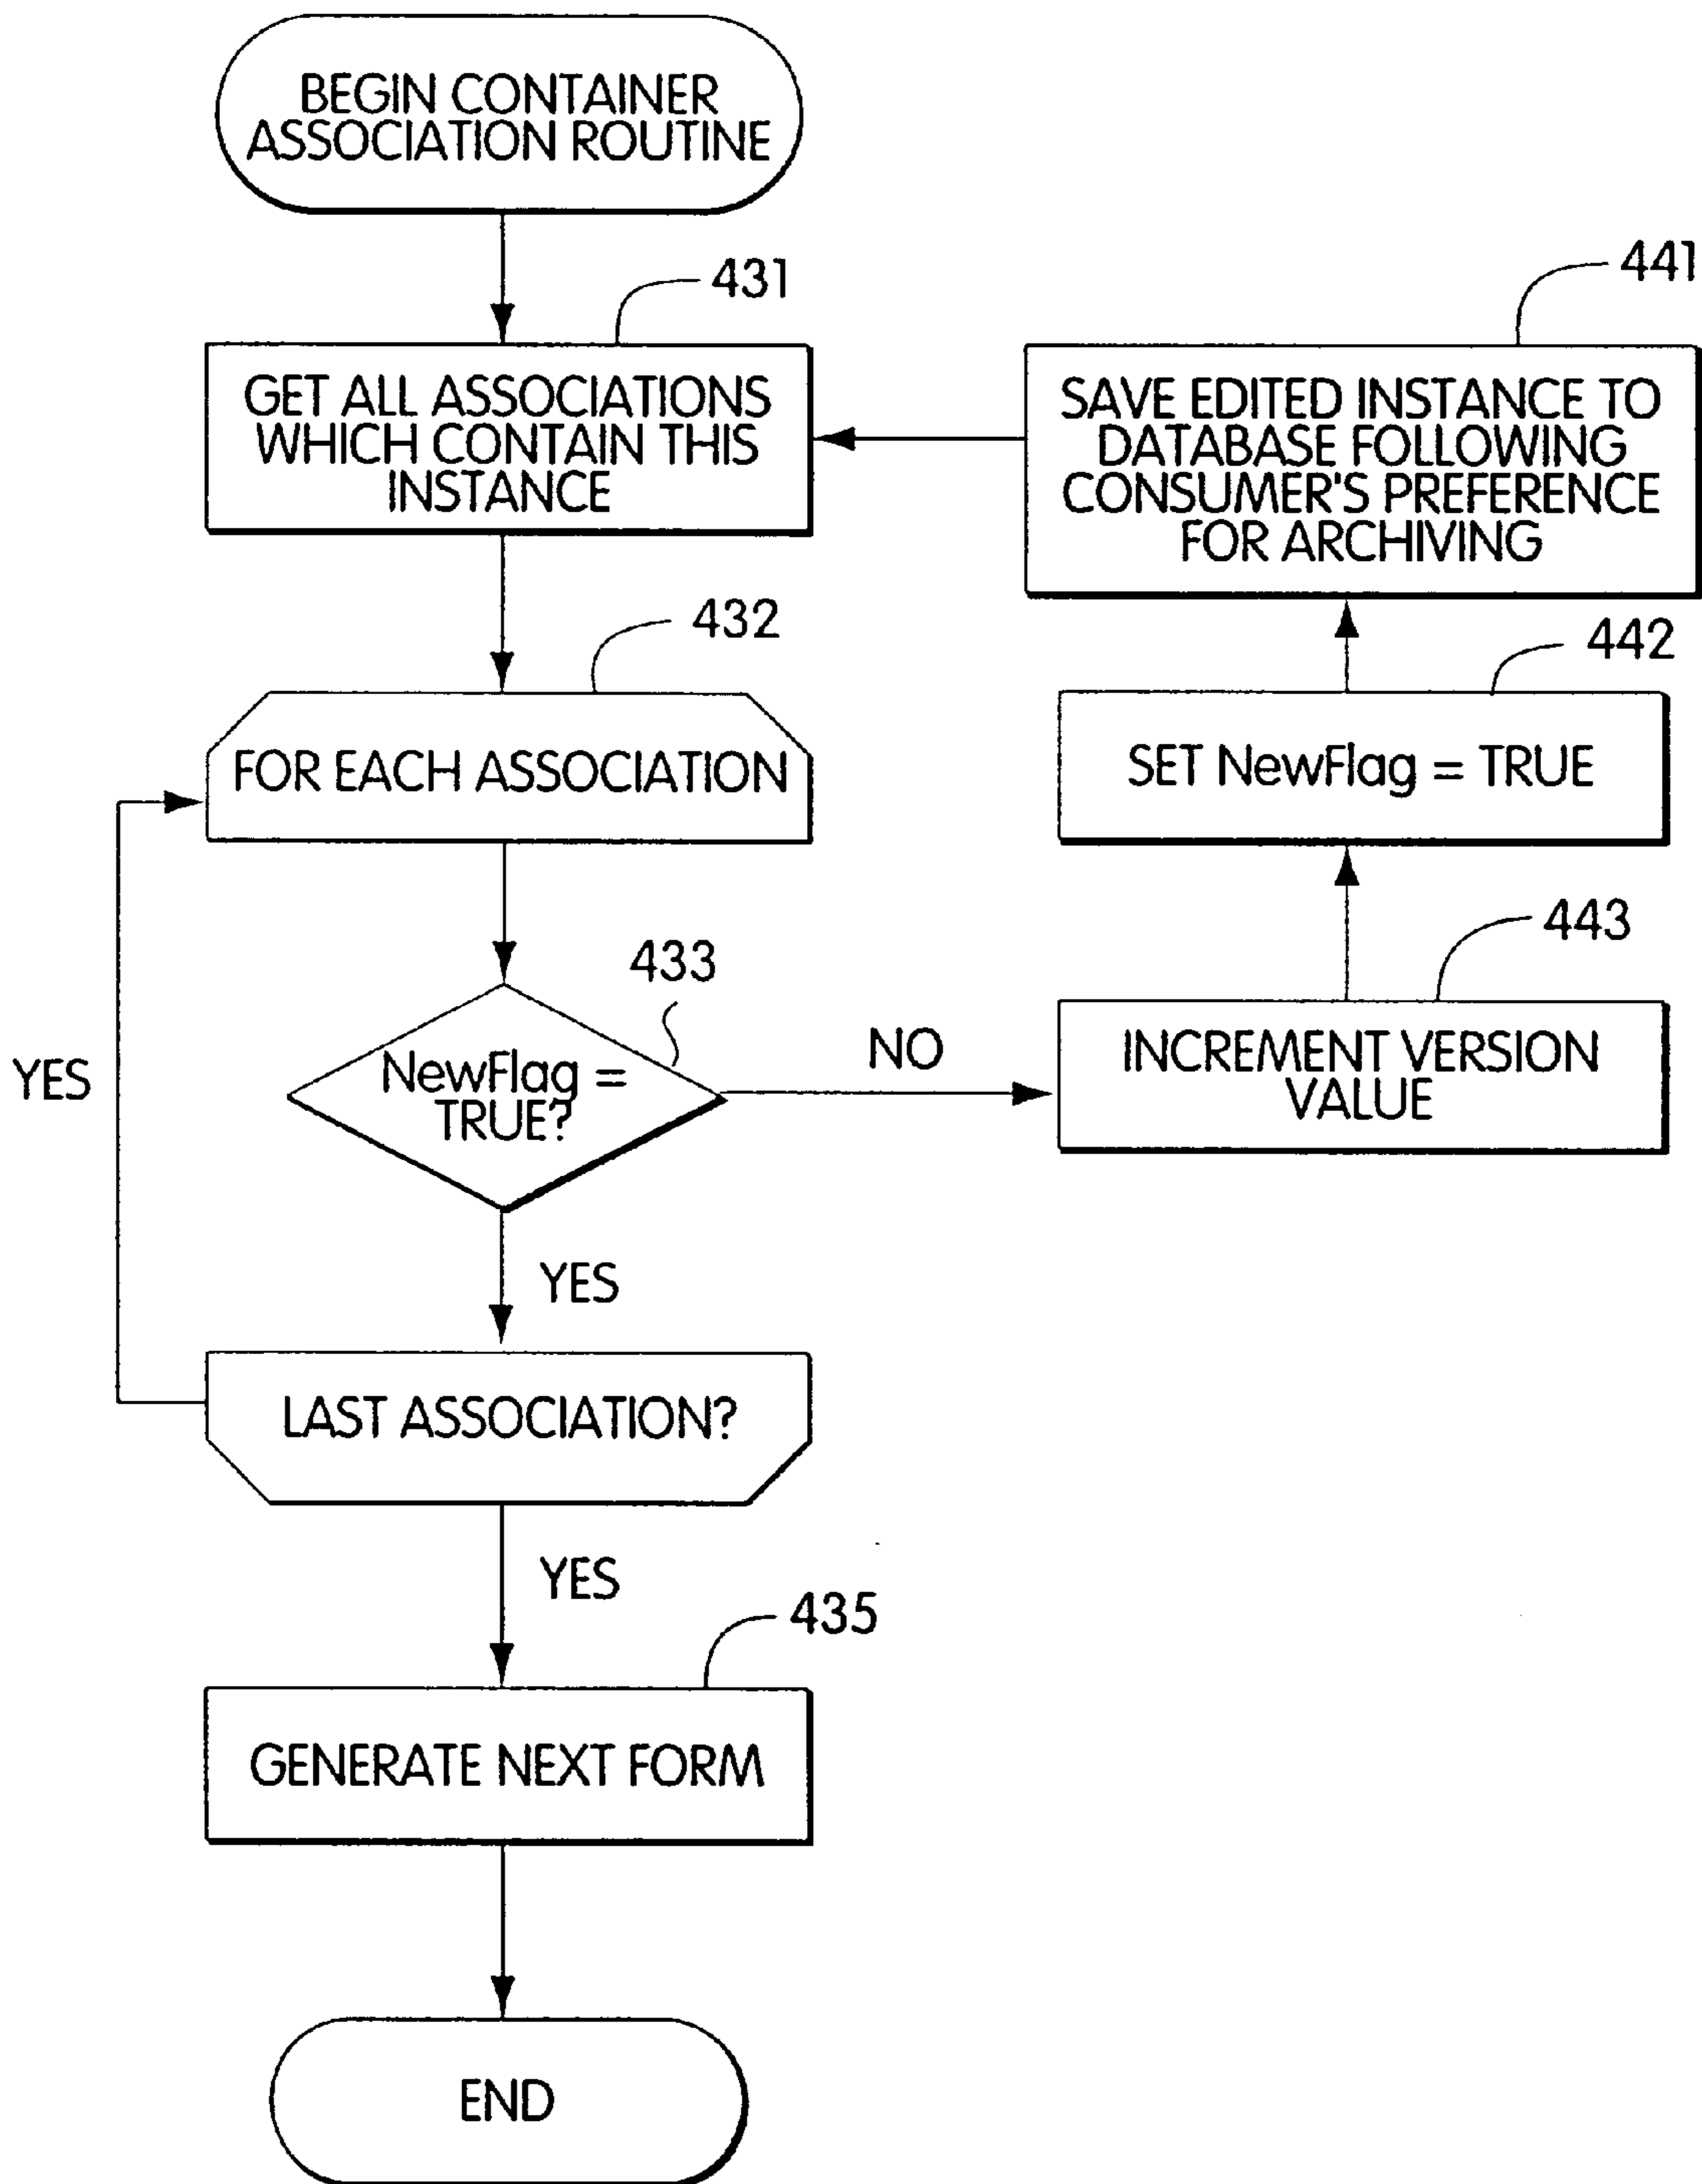 BEGIN CONTAINER
ASSOCIATION ROUTINE
431
GET ALL ASSOCIATIONS
WHICH CONTAIN THIS
INSTANCE
441
SAVE EDITED INSTANCE TO
DATABASE FOLLOWING
CONSUMER'S PREFERENCE
FOR ARCHIVING
432
FOR EACH ASSOCIATION
442
SET NewFlag = TRUE
433
NewFlag =
TRUE?
NO
443
INCREMENT VERSION
VALUE
YES
YES
LAST ASSOCIATION?
YES
435
GENERATE NEXT FORM
END